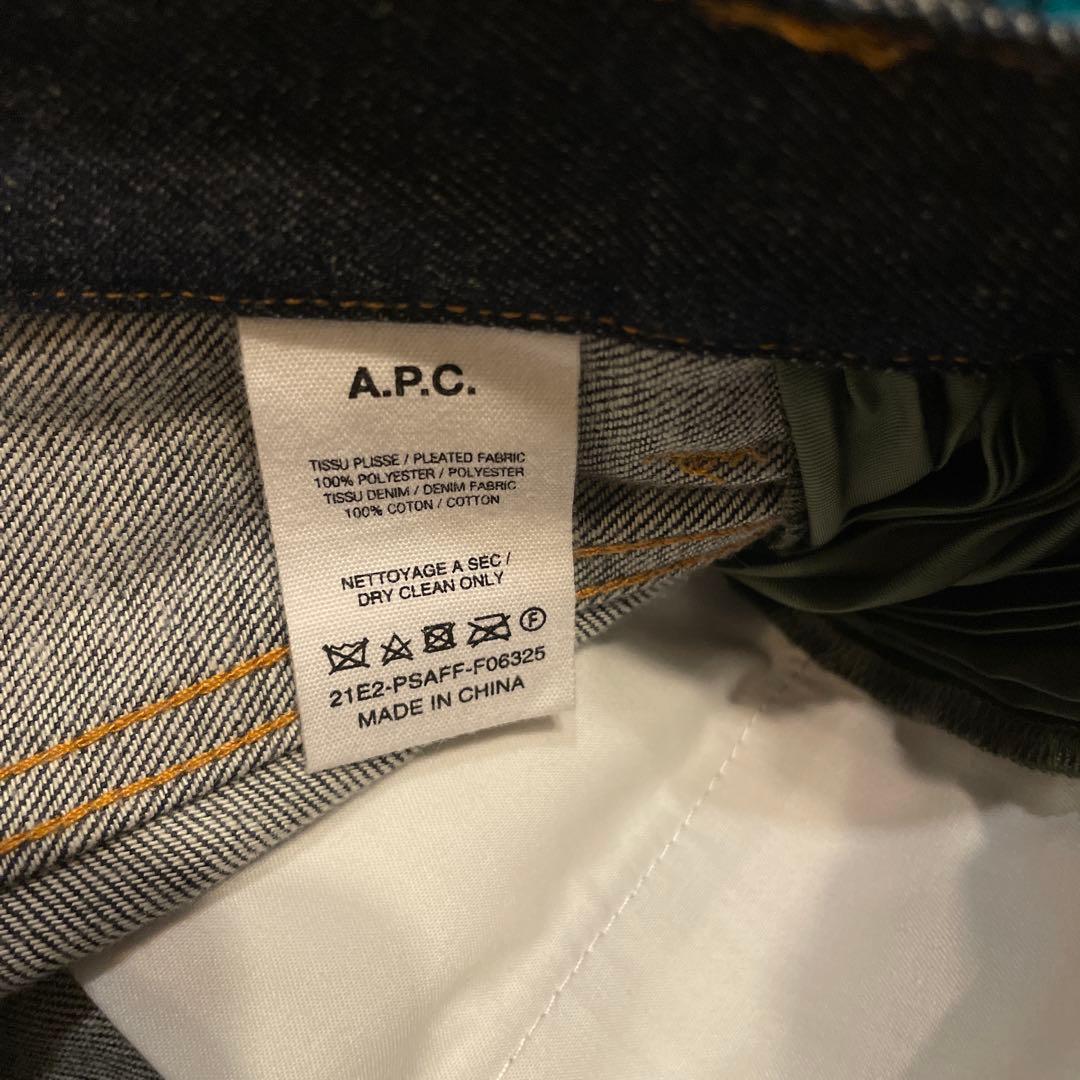 A.P.C.
TISSU PLISSE / PLEATED FABRIC
100% POLYESTER / POLYESTER
TISSU DENIM / DENIM FABRIC
100% COTON / COTTON
NETTOYAGE A SEC /
DRY CLEAN ONLY
F
21E2-PSAFF-F06325
MADE IN CHINA